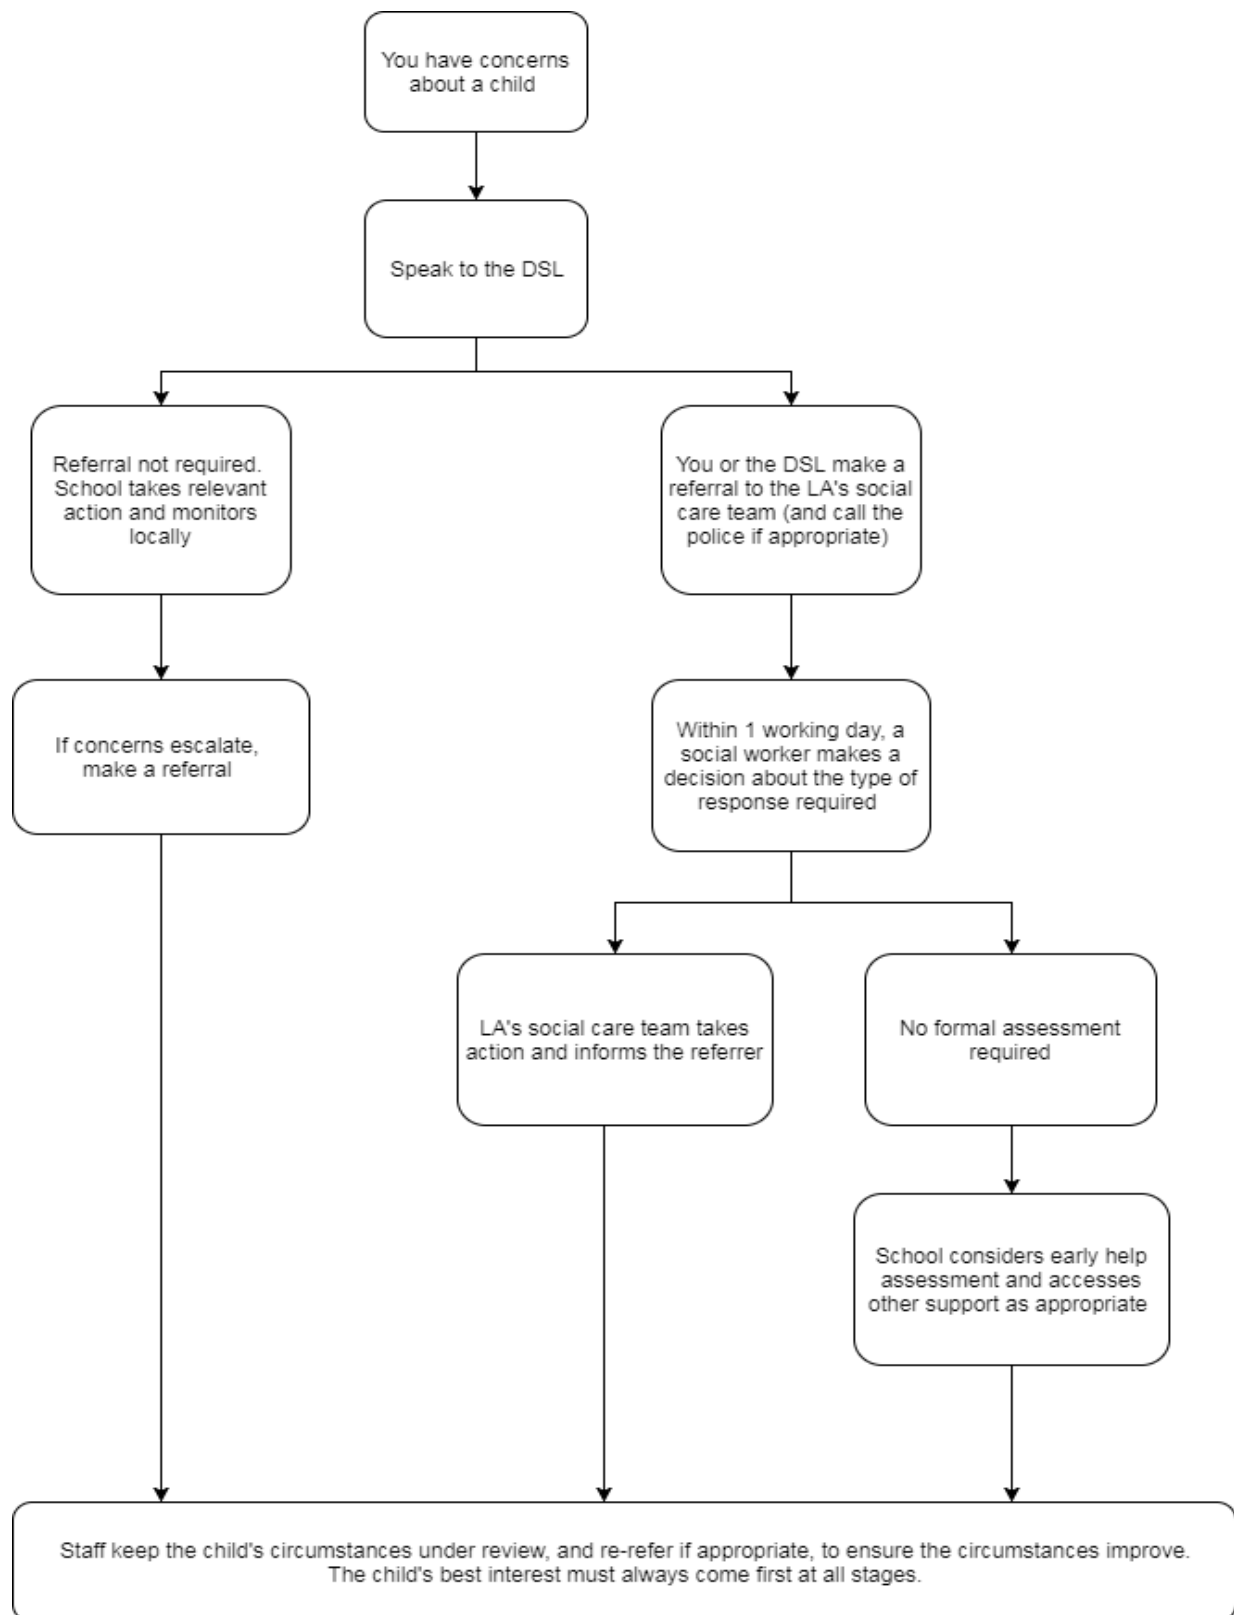 You have concerns
about a child
Speak to the DSL
Referral not required.
School takes relevant
action and monitors
locally
You or the DSL make a
referral to the LA's social
care team (and call the
police if appropriate)
If concerns escalate,
make a referral
Within 1 working day, a
social worker makes a
decision about the type of
response required
LA's social care team takes
action and informs the referrer
No formal assessment
required
School considers early help
assessment and accesses
other support as appropriate
Staff keep the child's circumstances under review, and re-refer if appropriate, to ensure the circumstances improve.
The child's best interest must always come first at all stages.